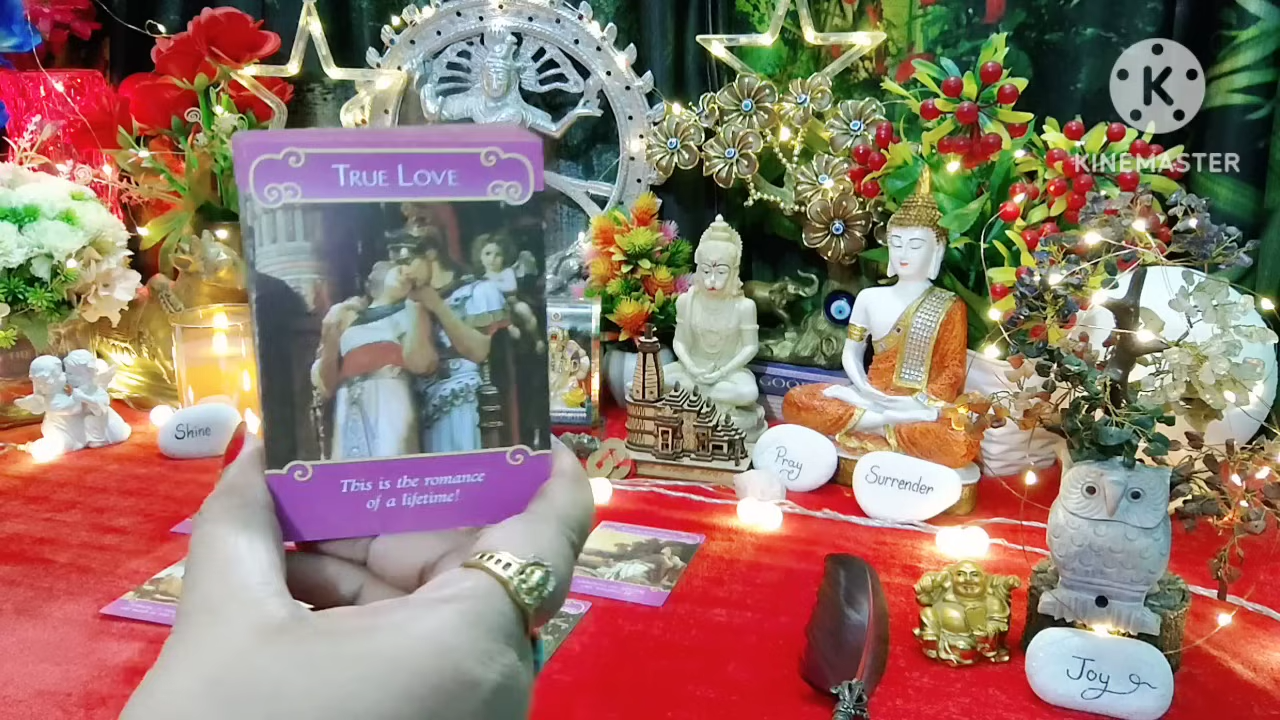 K
KINEMASTER
TRUE LOVE
This is the romance
of a lifetime!
Shine
Pray
Surrender
Joy